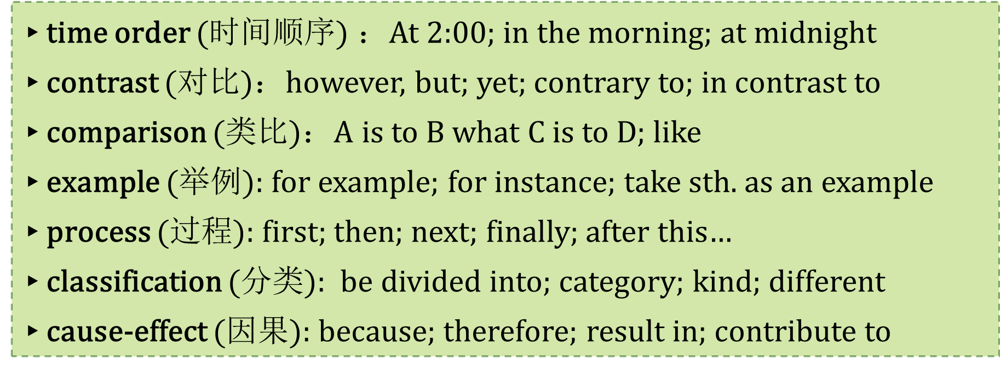 ▸ time order (时间顺序) ： At 2:00; in the morning; at midnight
▸ contrast (对比)： however, but; yet; contrary to; in contrast to
▸ comparison (类比)： A is to B what C is to D; like
▸ example (举例): for example; for instance; take sth. as an example
▸ process (过程): first; then; next; finally; after this…
▸ classification (分类): be divided into; category; kind; different
▸ cause-effect (因果): because; therefore; result in; contribute to